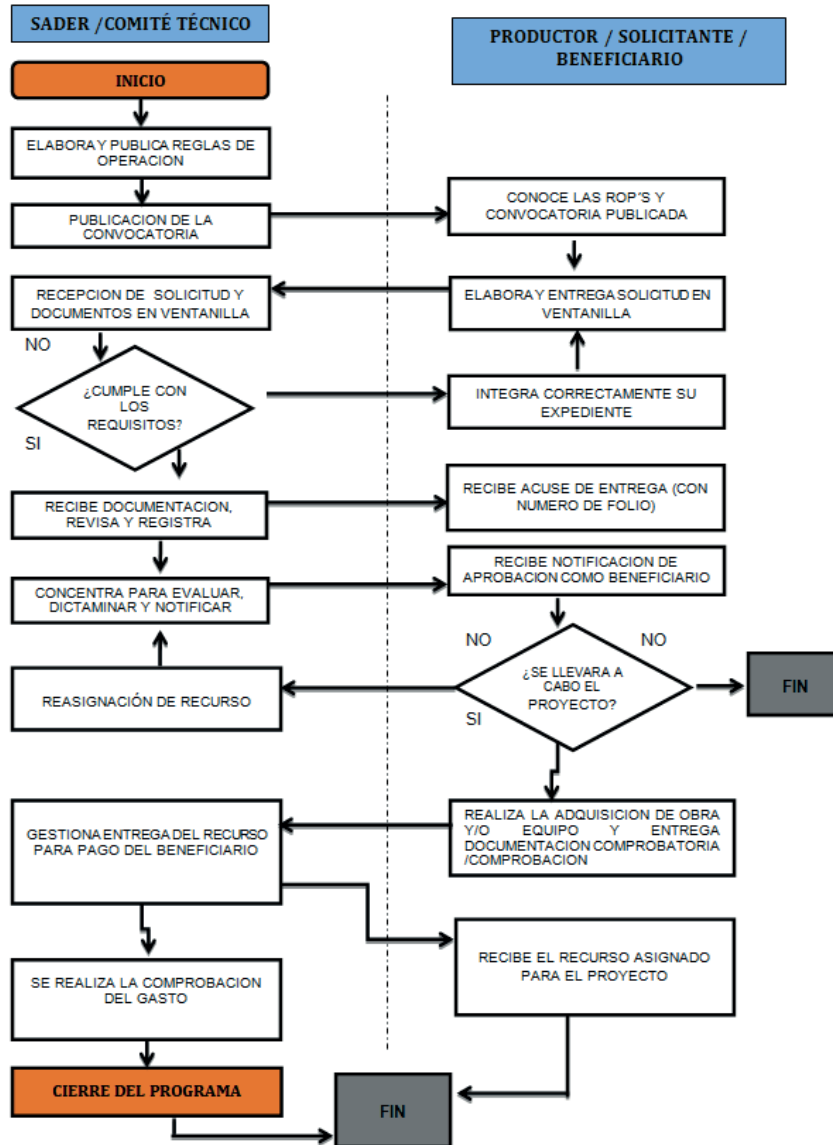 SADER /COMITÉ TÉCNICO
PRODUCTOR / SOLICITANTE /
BENEFICIARIO
INICIO
ELABORA Y PUBLICA REGLAS DE
OPERACION
PUBLICACION DE LA
CONVOCATORIA
CONOCE LAS ROP'S Y
CONVOCATORIA PUBLICADA
RECEPCION DE SOLICITUD Y
DOCUMENTOS EN VENTANILLA
ELABORA Y ENTREGA SOLICITUD EN
VENTANILLA
NO
¿CUMPLE CON
LOS
REQUISITOS?
SI
INTEGRA CORRECTAMENTE SU
EXPEDIENTE
RECIBE DOCUMENTACION,
REVISA Y REGISTRA
RECIBE ACUSE DE ENTREGA (CON
NUMERO DE FOLIO)
CONCENTRA PARA EVALUAR,
DICTAMINAR Y NOTIFICAR
RECIBE NOTIFICACION DE
APROBACION COMO BENEFICIARIO
NO
NO
¿SE LLEVARA A
CABO EL
PROYECTO?
SI
FIN
REASIGNACIÓN DE RECURSO
GESTIONA ENTREGA DEL RECURSO
PARA PAGO DEL BENEFICIARIO
REALIZA LA ADQUISICION DE OBRA
Y/O EQUIPO Y ENTREGA
DOCUMENTACION COMPROBATORIA
/COMPROBACION
RECIBE EL RECURSO ASIGNADO
PARA EL PROYECTO
SE REALIZA LA COMPROBACION
DEL GASTO
CIERRE DEL PROGRAMA
FIN